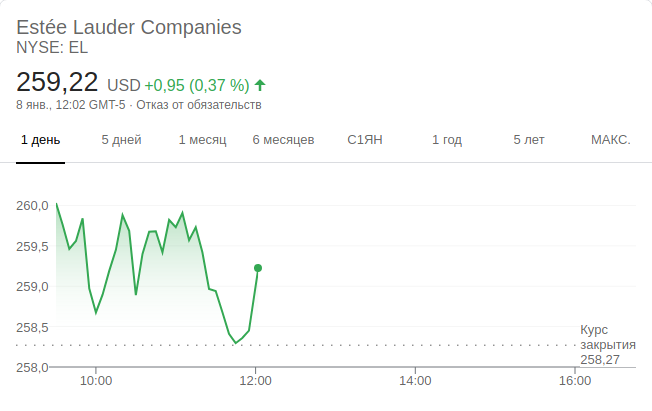 Estée Lauder Companies
NYSE: EL
259,22 USD +0,95 (0,37 %) ↑
8 янв., 12:02 GMT-5 · Отказ от обязательств
1 день 5 дней 1 месяц 6 месяцев С1ЯН 1 год 5 лет МАКС.
260,0
259,5
259,0
258,5
258,0
Курс
закрытия
258,27
10:00 12:00 14:00 16:00